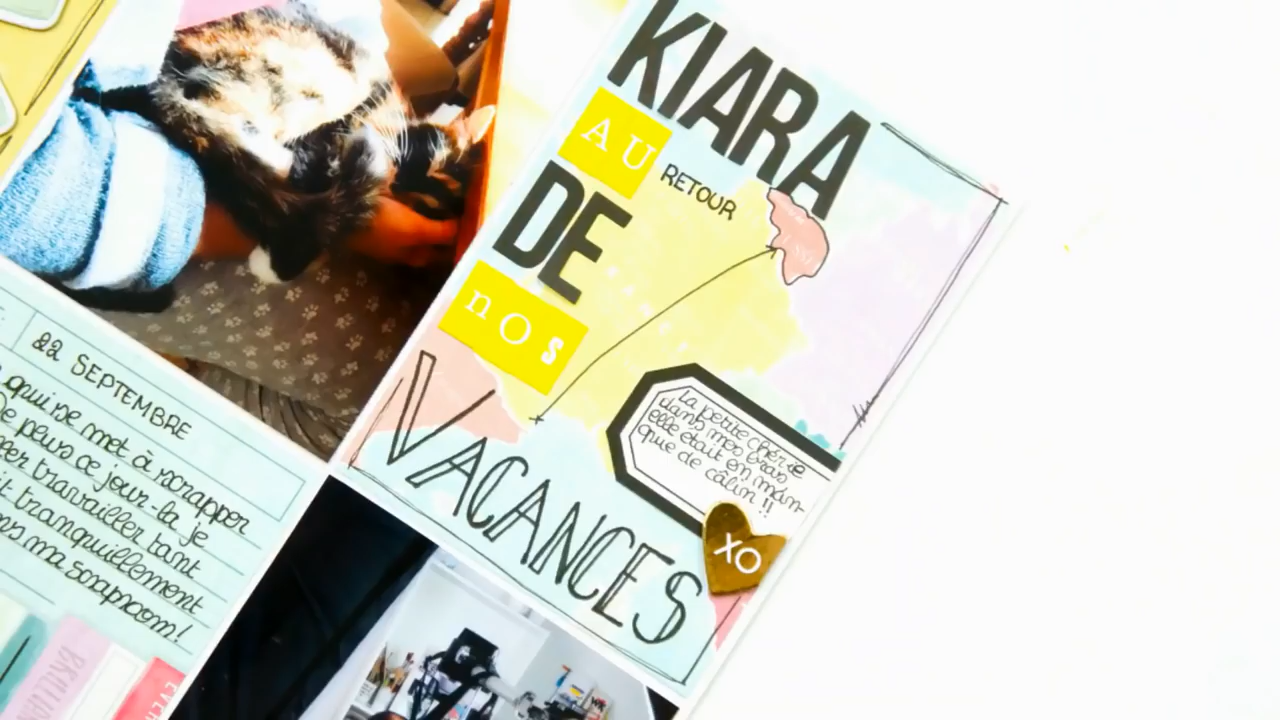 KIARA
AU RETOUR
DE
nOS
VACANCES
La petite chérie
dans mes bras
elle était en man-
que de câlin !!
XO
22 SEPTEMBRE
qui se met à scrapper
De plus ce jour-là je
travailler tant
tranquillement
ma scraproom!